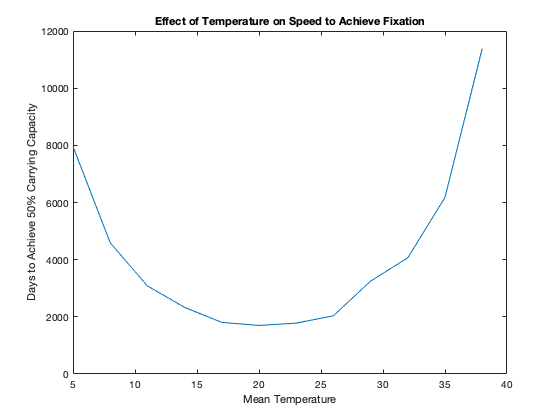 Effect of Temperature on Speed to Achieve Fixation
12000
10000
8000
6000
4000
2000
0
Days to Achieve 50% Carrying Capacity
5 10 15 20 25 30 35 40
Mean Temperature